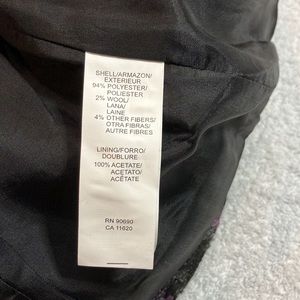 SHELL/ARMAZON/
EXTERIEUR
94% POLYESTER/
POLIESTER
2% WOOL/
LANA/
LAINE
4% OTHER FIBERS/
OTRA FIBRAS/
AUTRE FIBRES
LINING/FORRO/
DOUBLURE
100% ACETATE/
ACETATO/
ACÉTATE
RN 90690
CA 11620